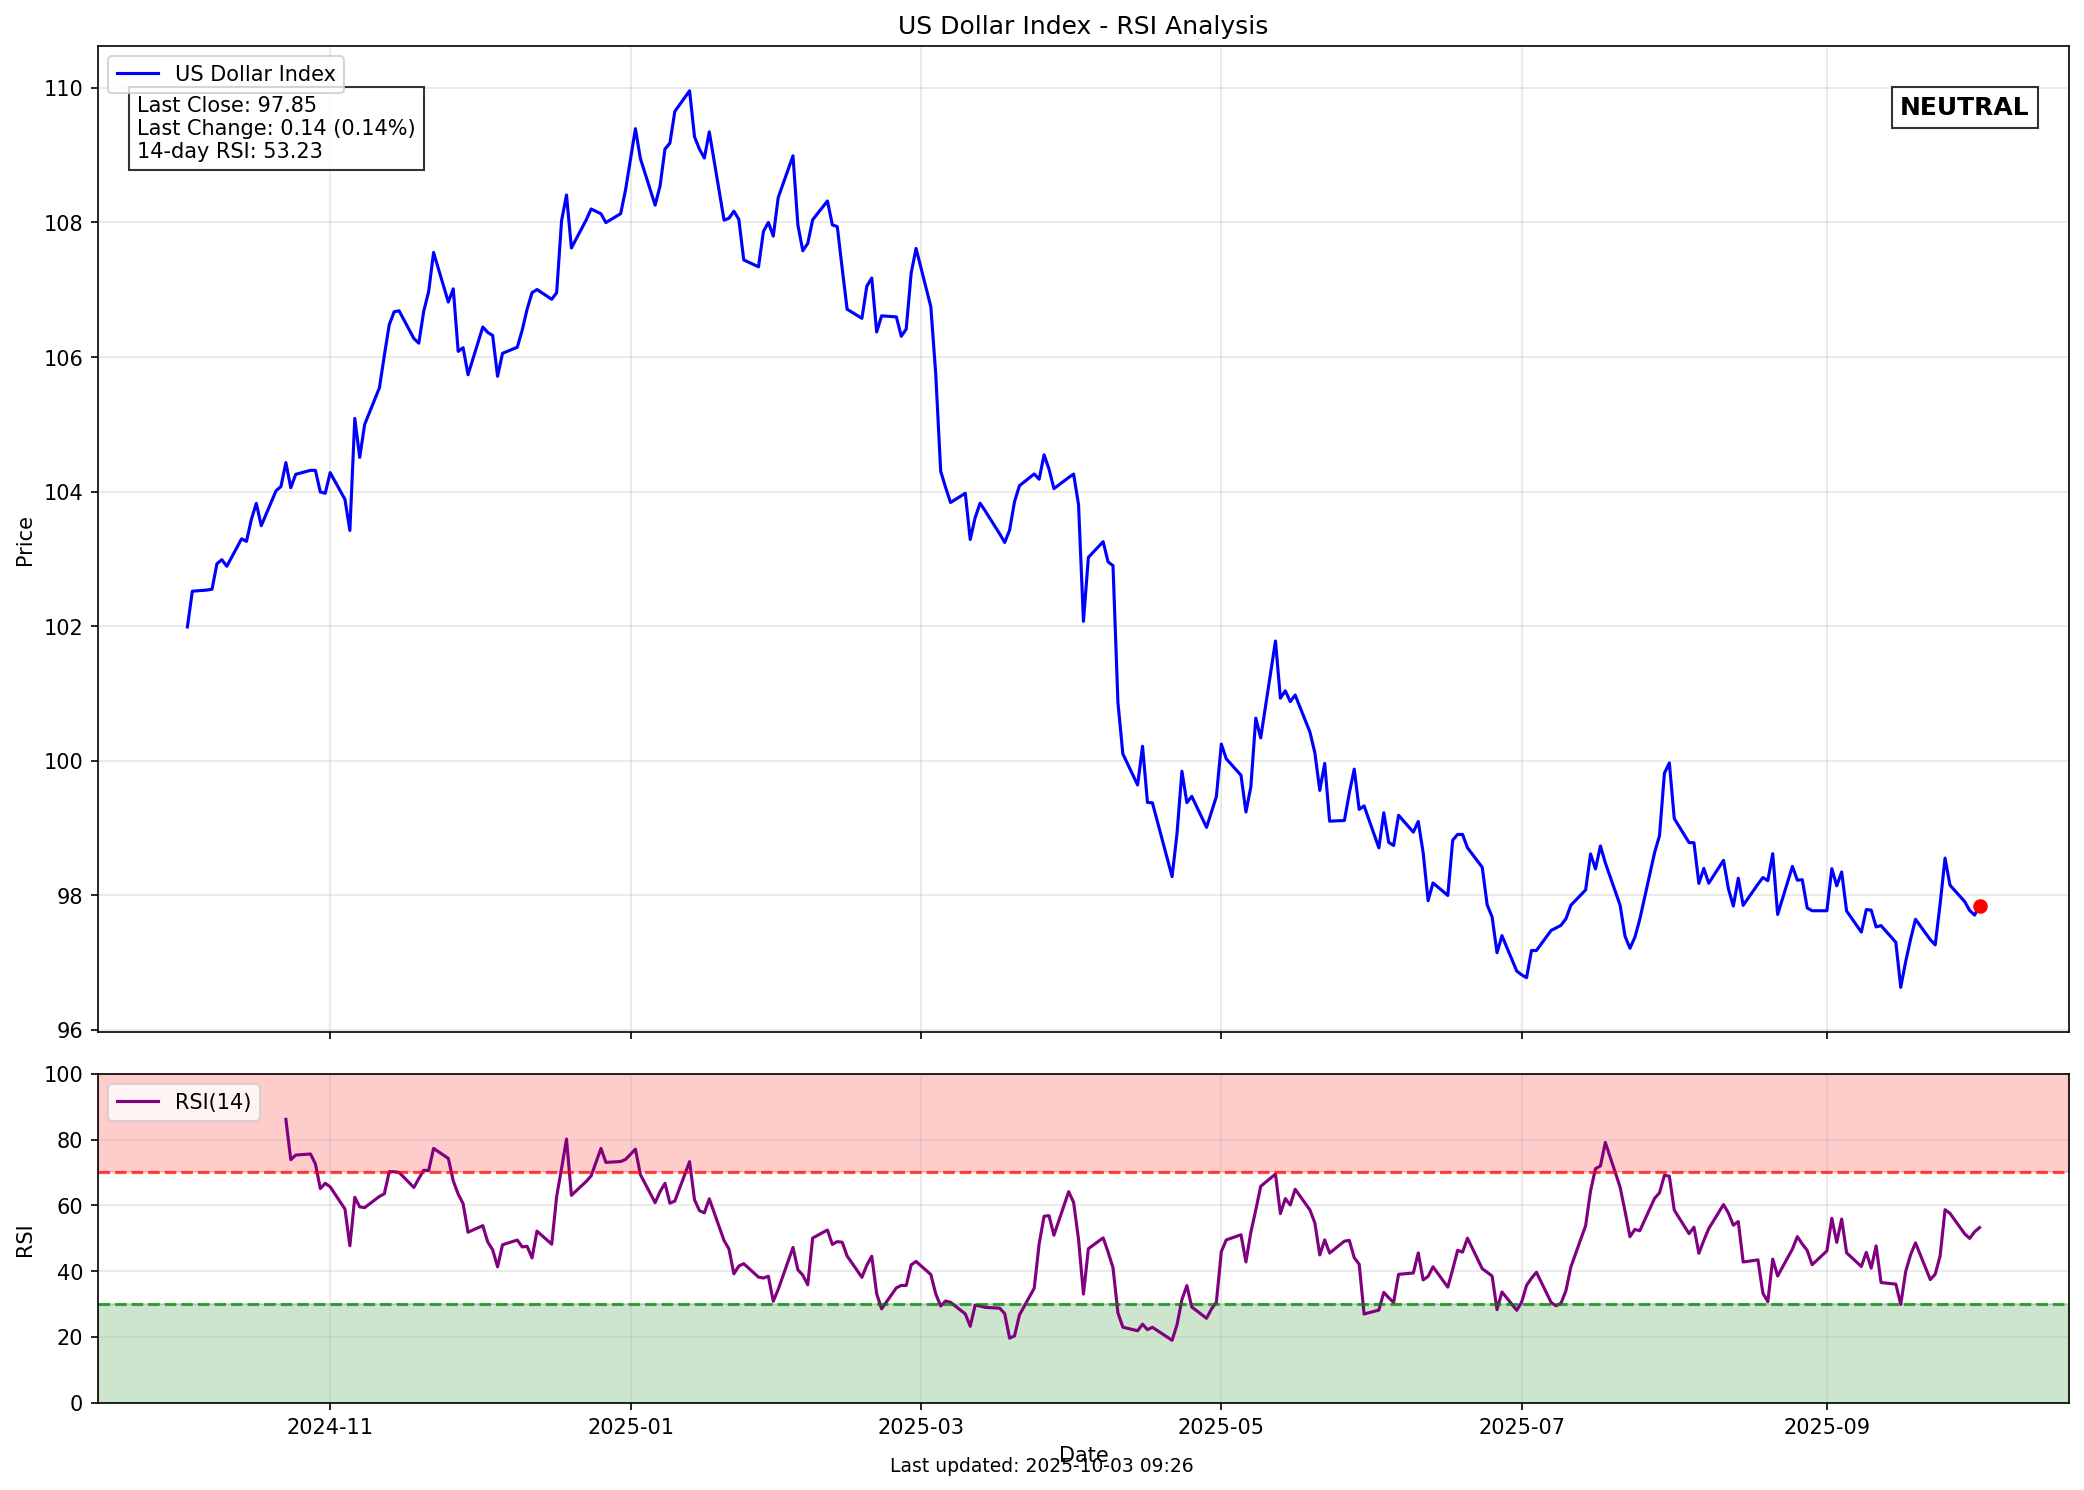 US Dollar Index - RSI Analysis
US Dollar Index
Last Close: 97.85
Last Change: 0.14 (0.14%)
14-day RSI: 53.23
NEUTRAL
Price
110
108
106
104
102
100
98
96
RSI(14)
RSI
100
80
60
40
20
0
2024-11
2025-01
2025-03
2025-05
2025-07
2025-09
Date
Last updated: 2025-10-03 09:26